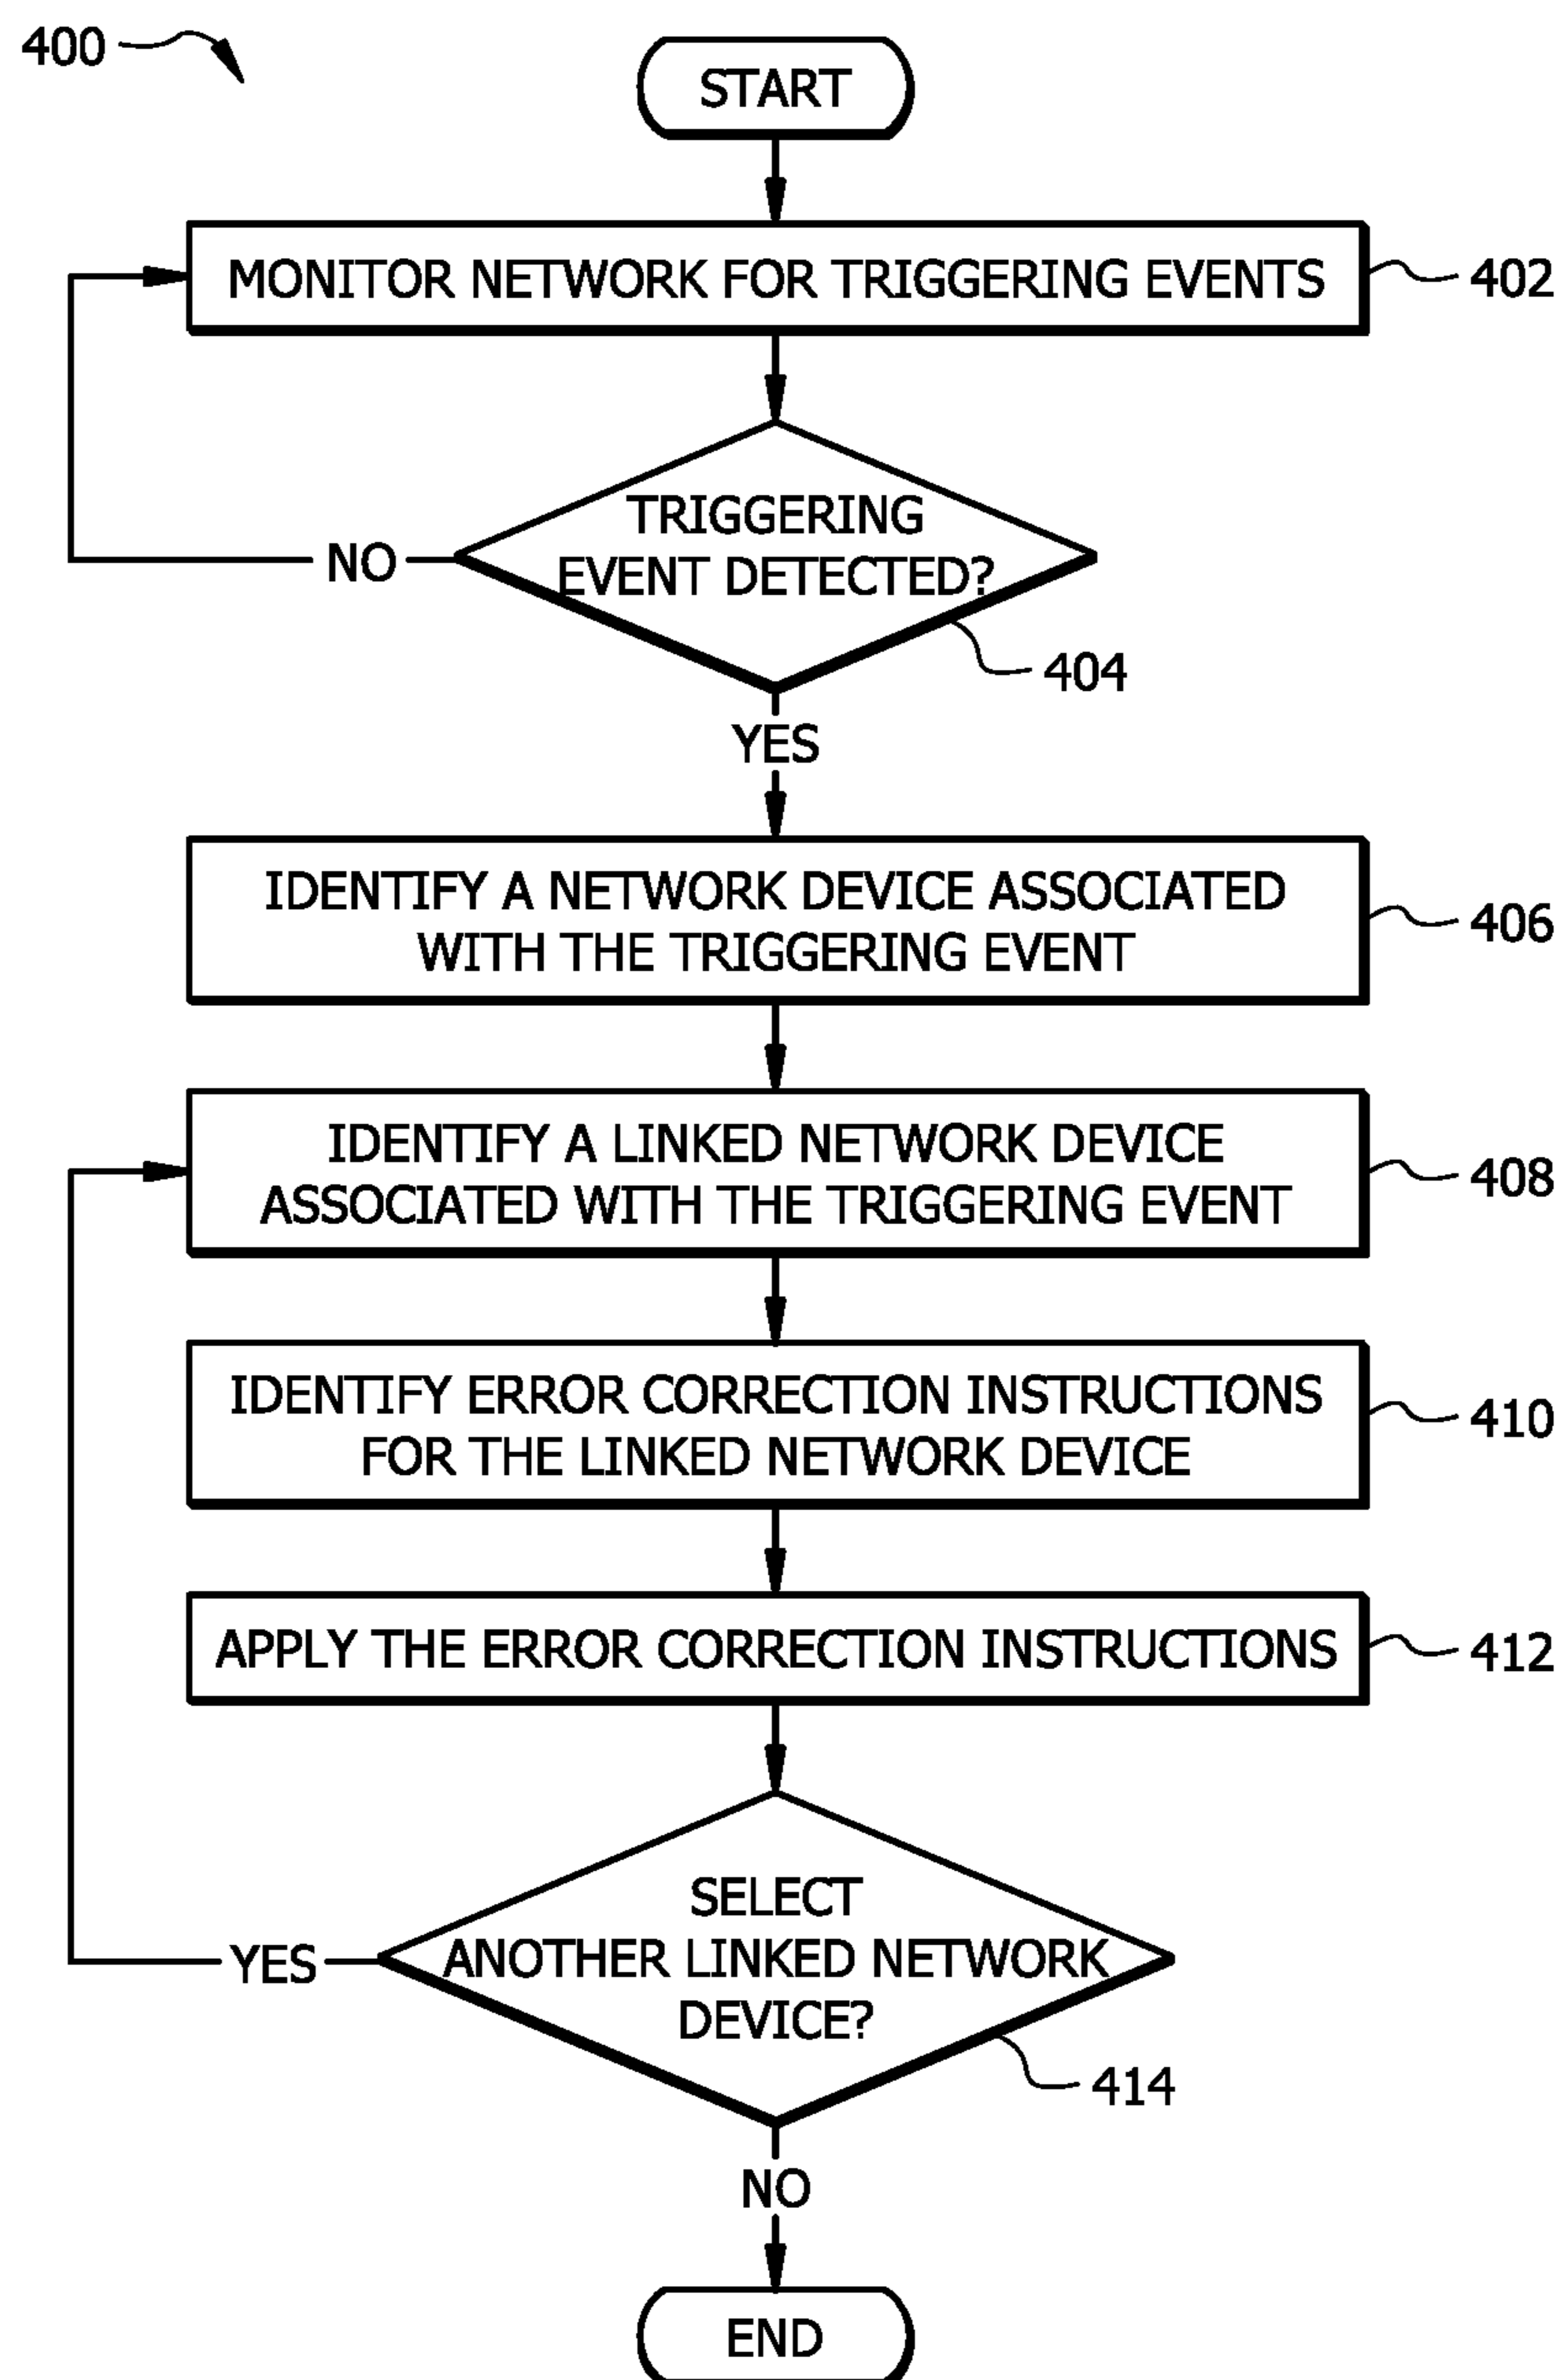 400
START
MONITOR NETWORK FOR TRIGGERING EVENTS
402
TRIGGERING
EVENT DETECTED?
NO
404
YES
IDENTIFY A NETWORK DEVICE ASSOCIATED
WITH THE TRIGGERING EVENT
406
IDENTIFY A LINKED NETWORK DEVICE
ASSOCIATED WITH THE TRIGGERING EVENT
408
IDENTIFY ERROR CORRECTION INSTRUCTIONS
FOR THE LINKED NETWORK DEVICE
410
APPLY THE ERROR CORRECTION INSTRUCTIONS
412
SELECT
ANOTHER LINKED NETWORK
DEVICE?
YES
414
NO
END